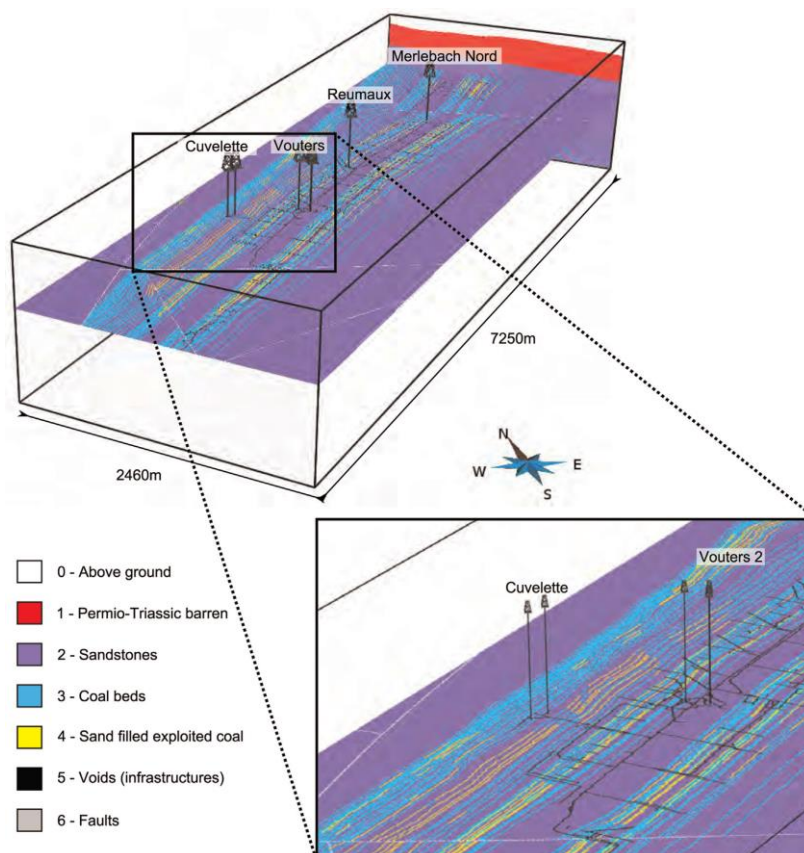 Merlebach Nord
Reumaux
Cuvelette
Vouters
7250m
2460m
N
W
E
S
0 - Above ground
1 - Permio-Triassic barren
2 - Sandstones
3 - Coal beds
4 - Sand filled exploited coal
5 - Voids (infrastructures)
6 - Faults
Vouters 2
Cuvelette